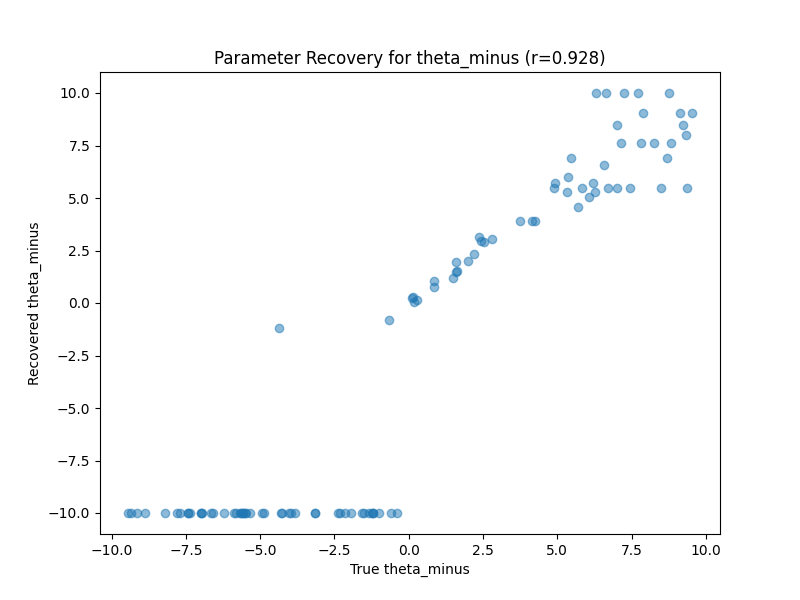 Parameter Recovery for theta_minus (r=0.928)
10.0
7.5
5.0
2.5
0.0
−2.5
−5.0
−7.5
−10.0
Recovered theta_minus
−10.0 −7.5 −5.0 −2.5 0.0 2.5 5.0 7.5 10.0
True theta_minus